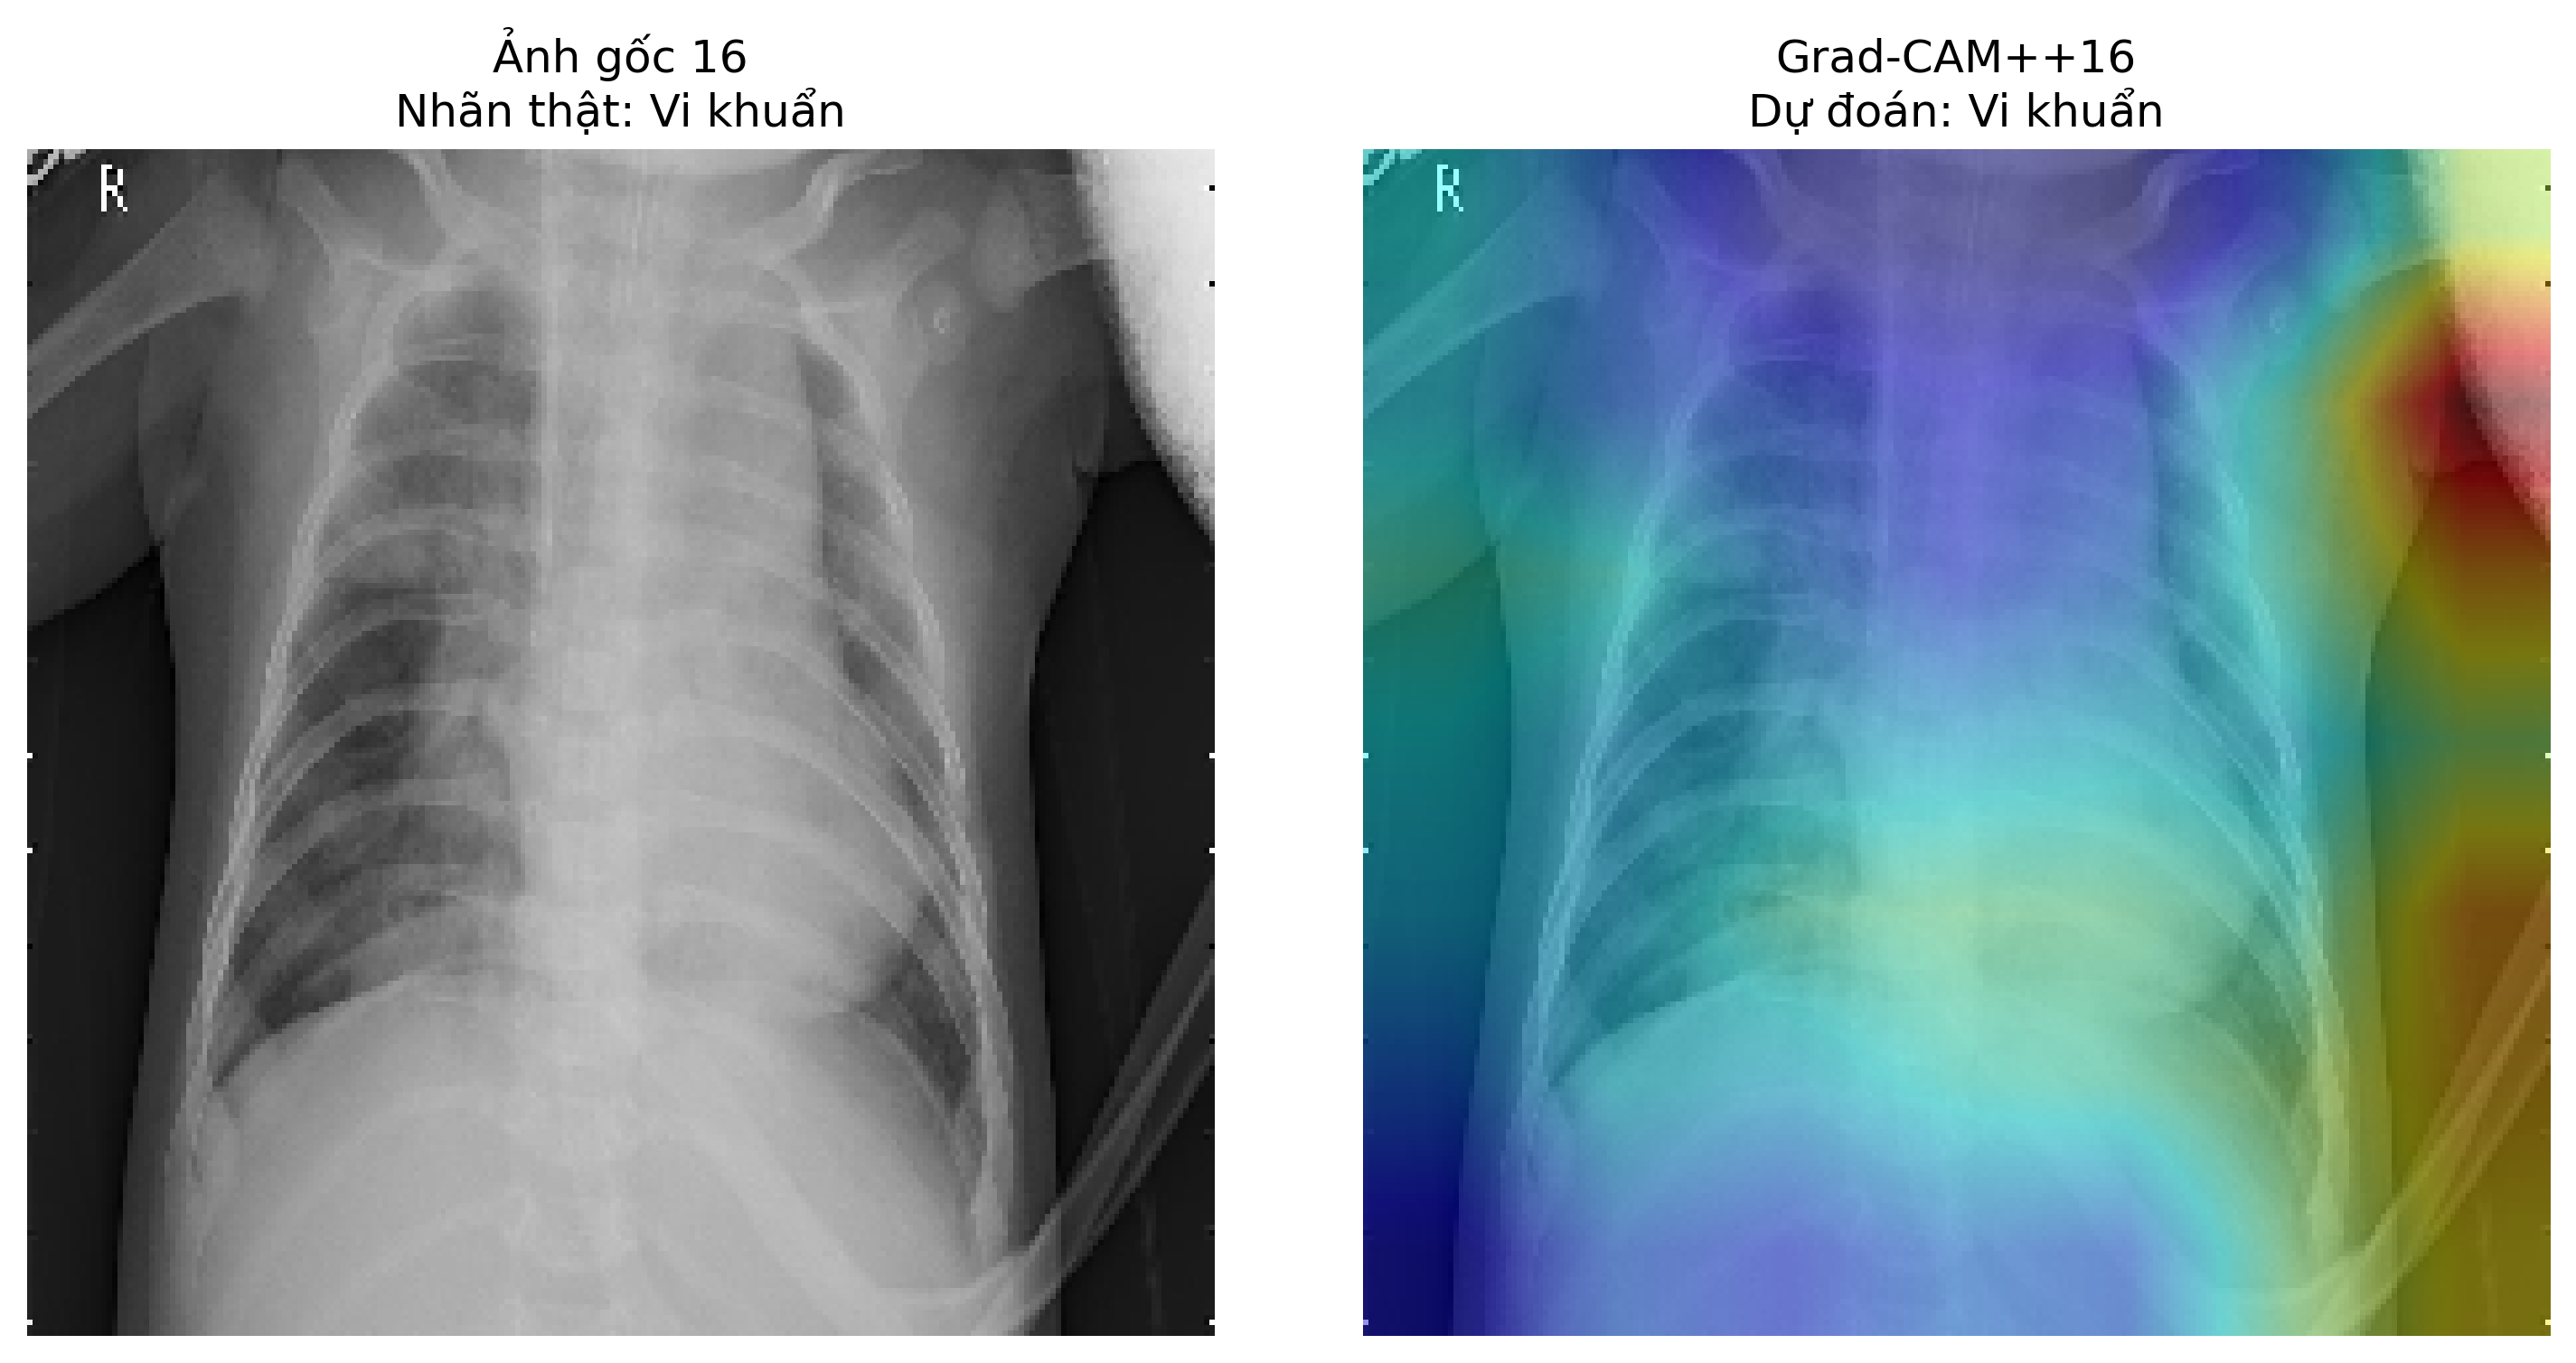 Ảnh gốc 16
Nhãn thật: Vi khuẩn
R
Grad-CAM++16
Dự đoán: Vi khuẩn
R